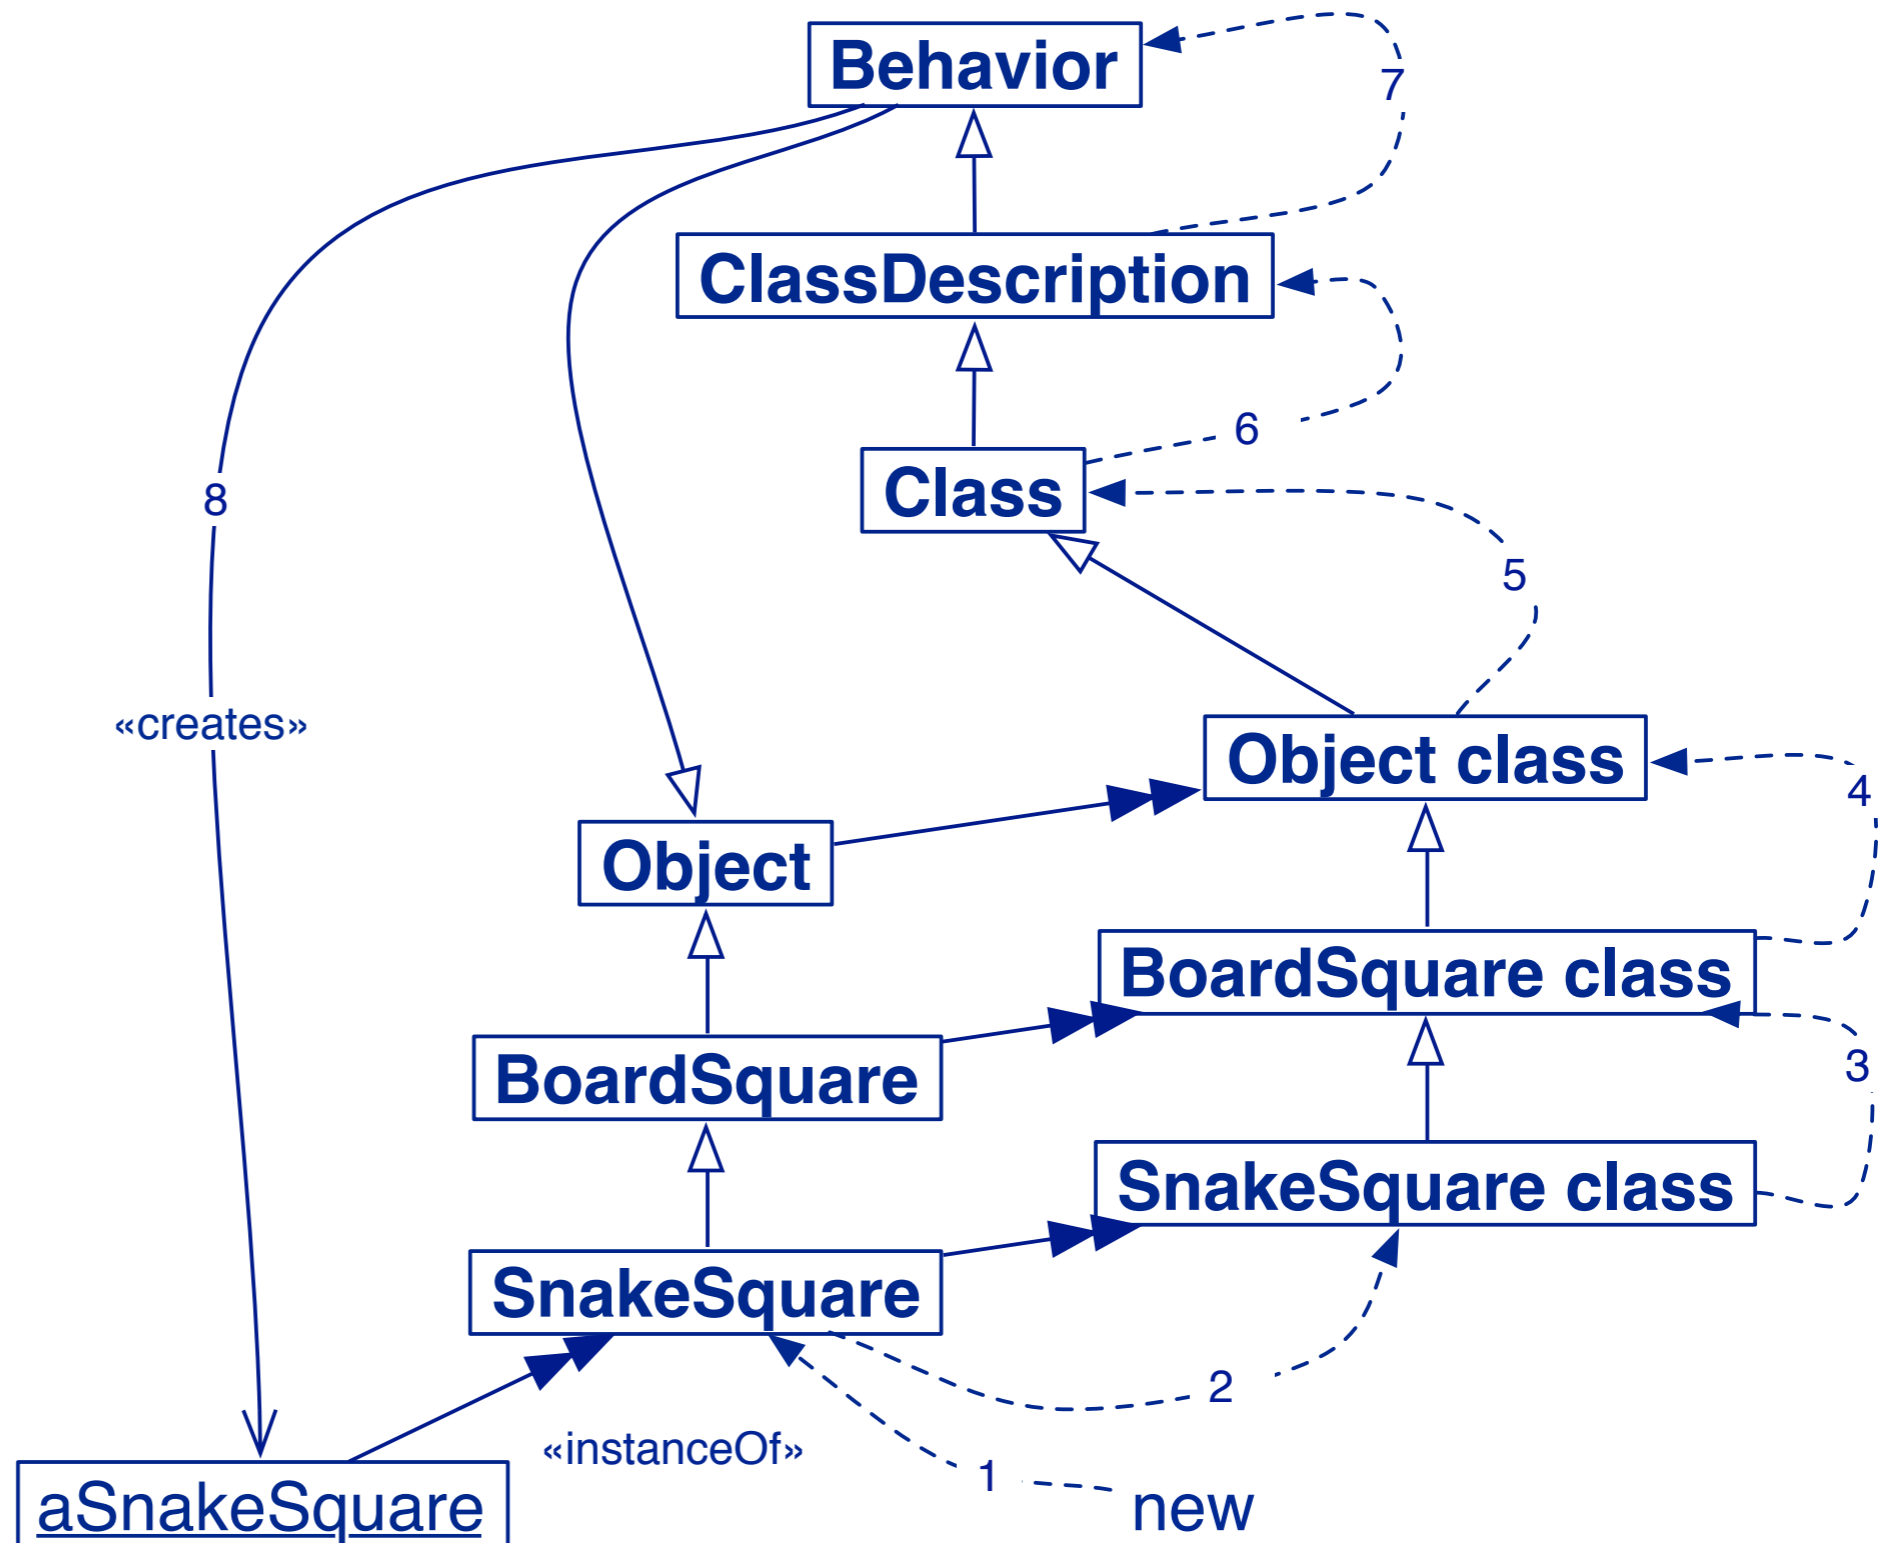 Behavior
7
ClassDescription
6
Class
8
5
«creates»
Object class
4
Object
BoardSquare class
3
BoardSquare
SnakeSquare class
SnakeSquare
2
«instanceOf»
1
new
aSnakeSquare